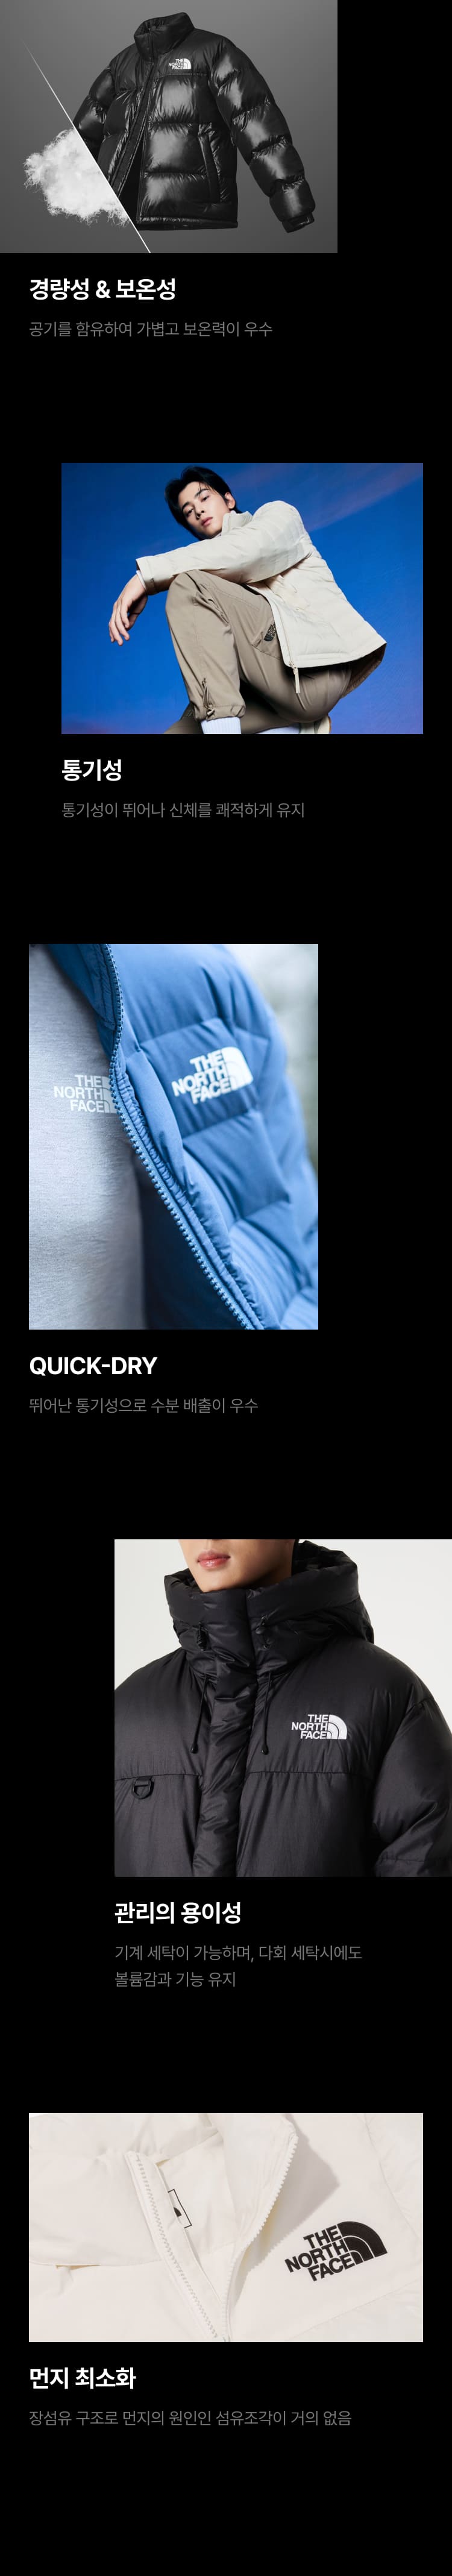 THE
NORTH
FACE
경량성 & 보온성
공기를 함유하여 가볍고 보온력이 우수
통기성
통기성이 뛰어나 신체를 쾌적하게 유지
THE
NORTH
FACE
THE
NORTH
FACE
QUICK-DRY
뛰어난 통기성으로 수분 배출이 우수
THE
NORTH
FACE
관리의 용이성
기계 세탁이 가능하며, 다회 세탁시에도
볼륨감과 기능 유지
THE
NORTH
FACE
먼지 최소화
장섬유 구조로 먼지의 원인인 섬유조각이 거의 없음